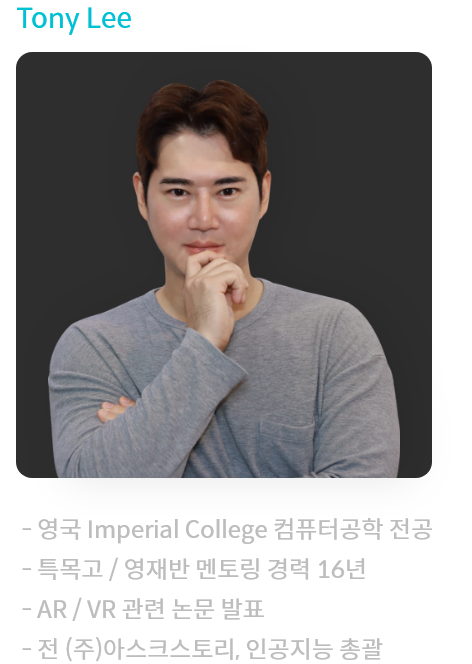 Tony Lee
- 영국 Imperial College 컴퓨터공학 전공
- 특목고 / 영재반 멘토링 경력 16년
- AR / VR 관련 논문 발표
- 전 (주)아스크스토리, 인공지능 총괄